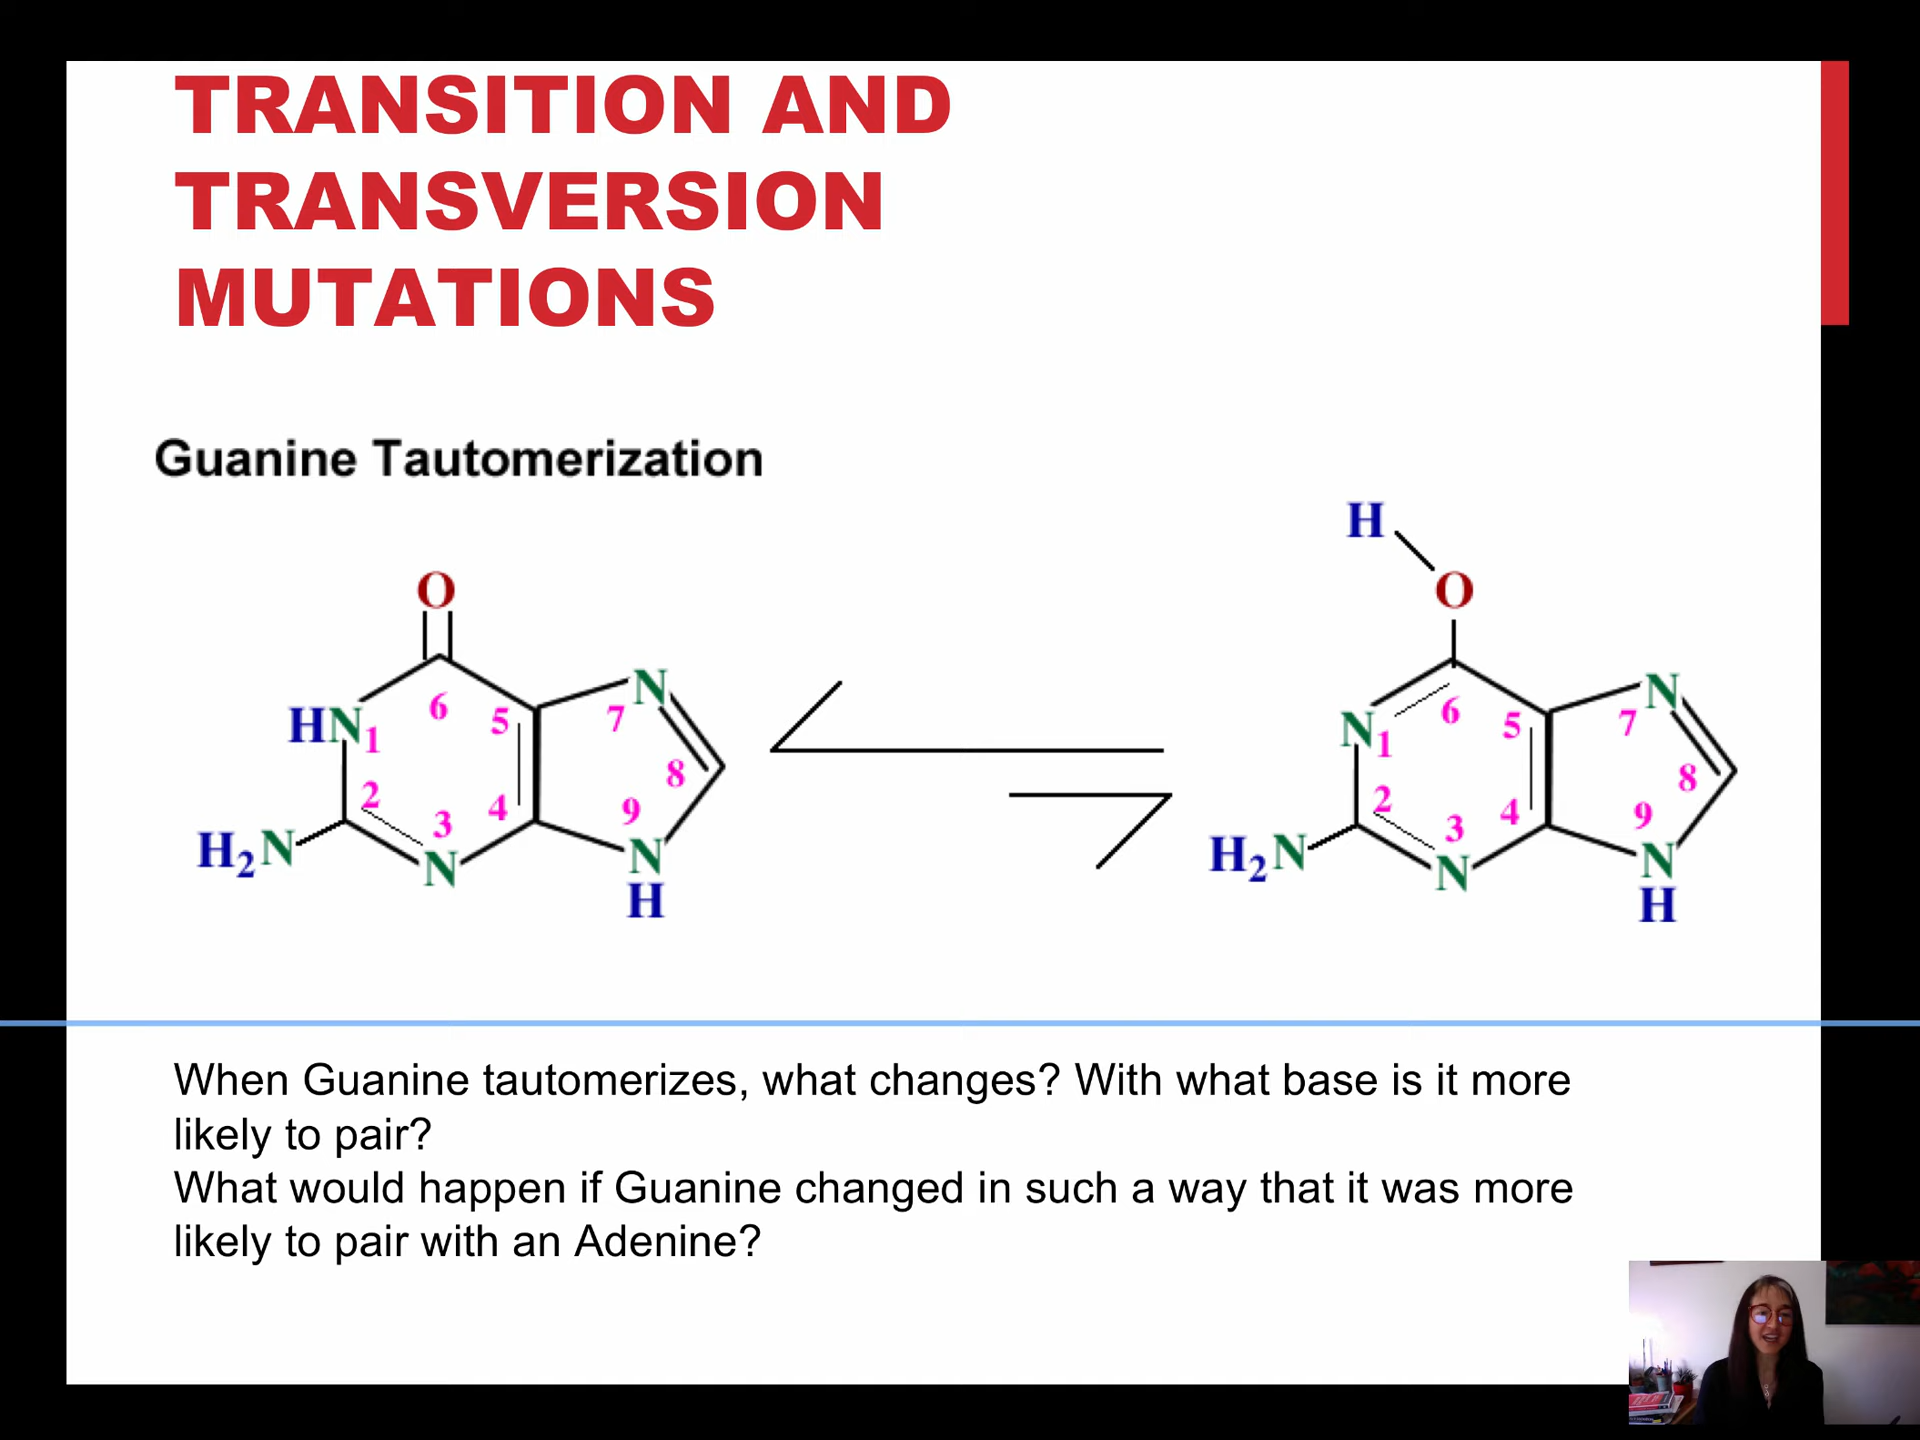 TRANSITION AND
TRANSVERSION
MUTATIONS
Guanine Tautomerization
O
HN
1
2
3
4
5
6
7
8
9
H₂N
N
N
N
H
H
O
N
1
2
3
4
5
6
7
8
9
H₂N
N
N
N
H
When Guanine tautomerizes, what changes? With what base is it more
likely to pair?
What would happen if Guanine changed in such a way that it was more
likely to pair with an Adenine?